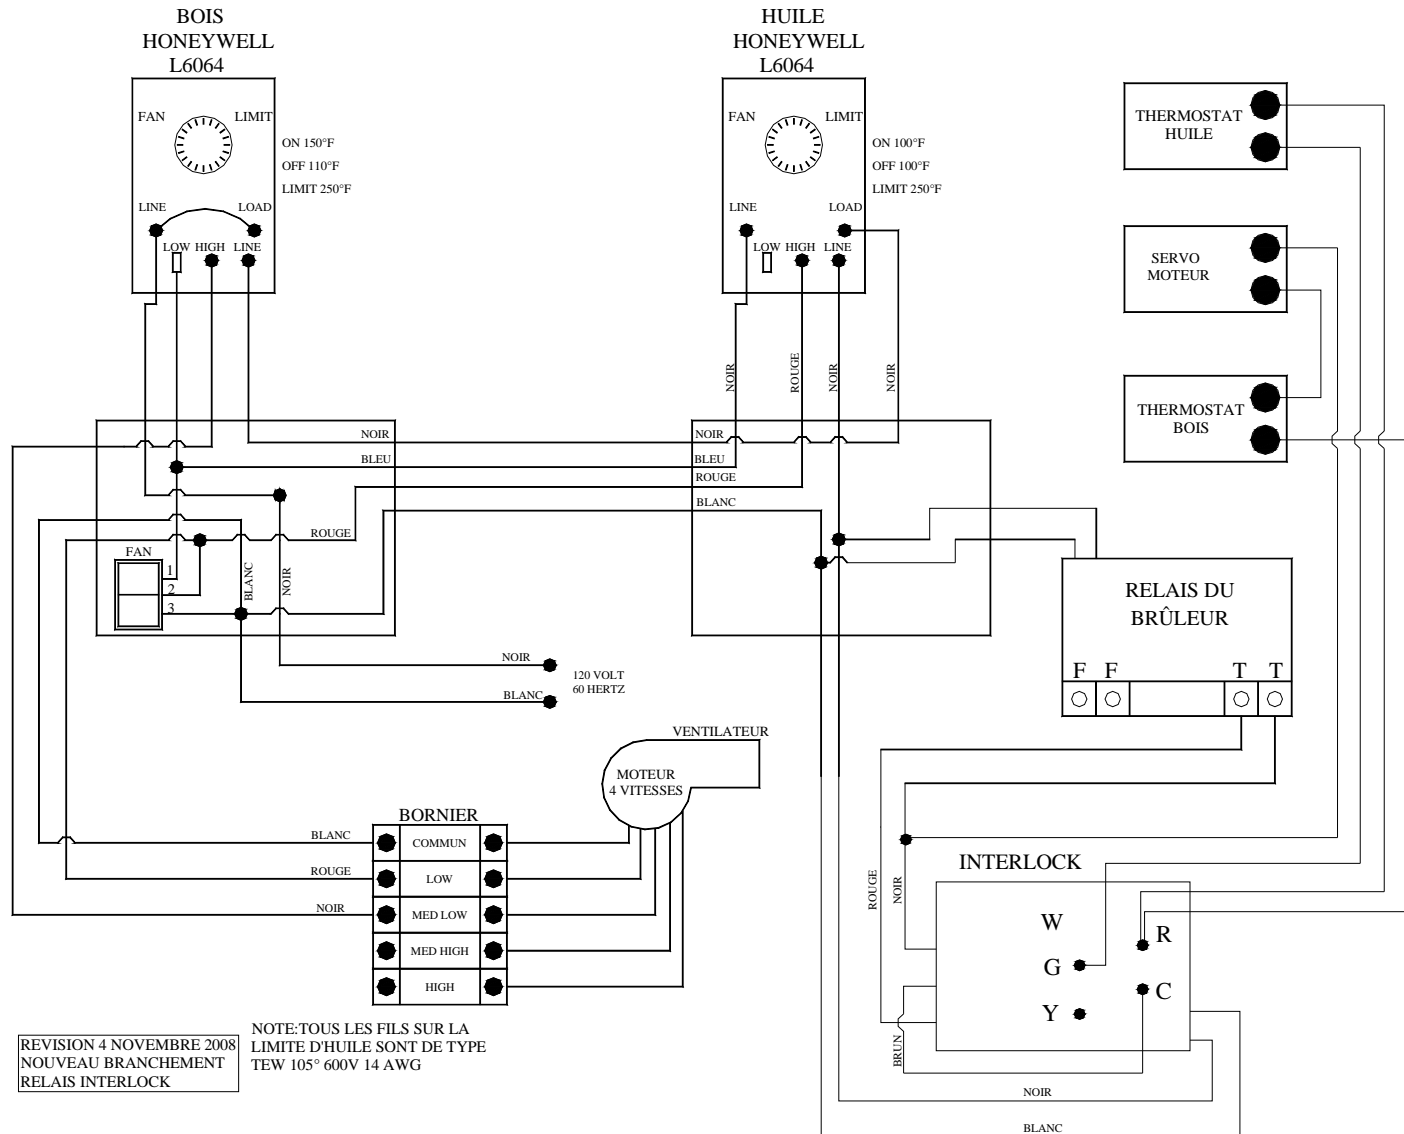 BOIS
HONEYWELL
L6064
FAN
LIMIT
ON 150°F
OFF 110°F
LIMIT 250°F
LINE
LOAD
LOW
HIGH
LINE
HUILE
HONEYWELL
L6064
FAN
LIMIT
ON 100°F
OFF 100°F
LIMIT 250°F
LINE
LOAD
LOW
HIGH
LINE
THERMOSTAT
HUILE
SERVO
MOTEUR
THERMOSTAT
BOIS
NOIR
ROUGE
NOIR
NOIR
NOIR
BLEU
ROUGE
FAN
1
2
3
BLANC
NOIR
NOIR
BLEU
ROUGE
BLANC
RELAIS DU
BRÛLEUR
F
F
T
T
NOIR
BLANC
120 VOLT
60 HERTZ
VENTILATEUR
MOTEUR
4 VITESSES
BORNIER
BLANC
COMMUN
ROUGE
LOW
NOIR
MED LOW
MED HIGH
HIGH
INTERLOCK
ROUGE
NOIR
BRUN
W
R
G
C
Y
NOIR
BLANC
REVISION 4 NOVEMBRE 2008
NOUVEAU BRANCHEMENT
RELAIS INTERLOCK
NOTE:TOUS LES FILS SUR LA
LIMITE D'HUILE SONT DE TYPE
TEW 105° 600V 14 AWG